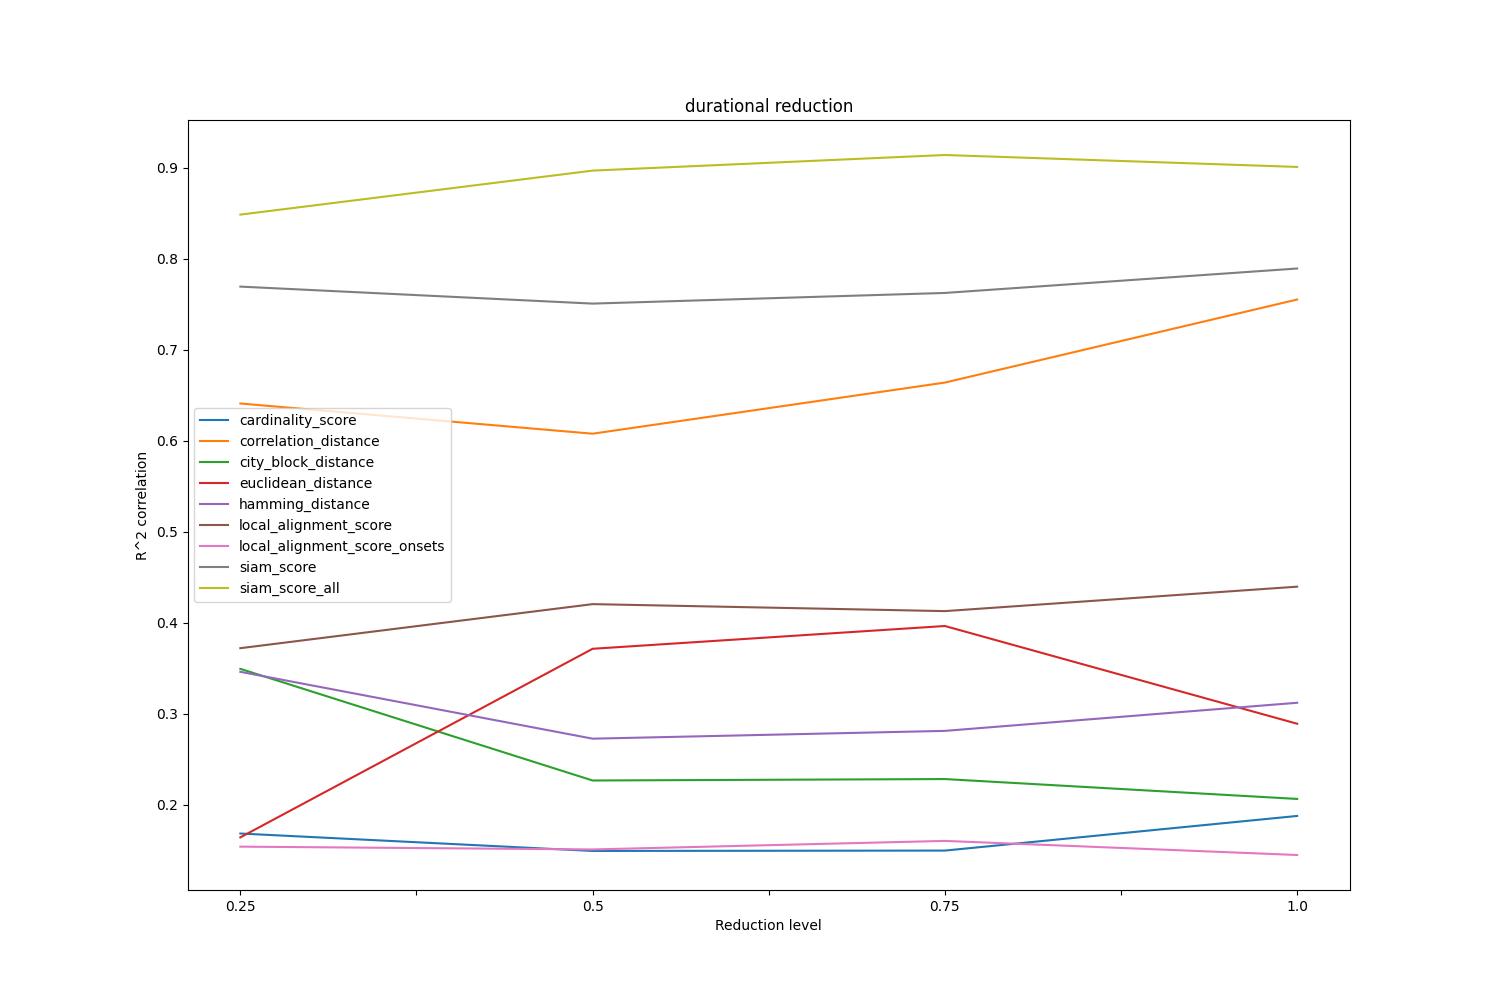 durational reduction
0.9
0.8
0.7
0.6
0.5
0.4
0.3
0.2
R^2 correlation
cardinality_score
correlation_distance
city_block_distance
euclidean_distance
hamming_distance
local_alignment_score
local_alignment_score_onsets
siam_score
siam_score_all
0.25 0.5 0.75 1.0
Reduction level